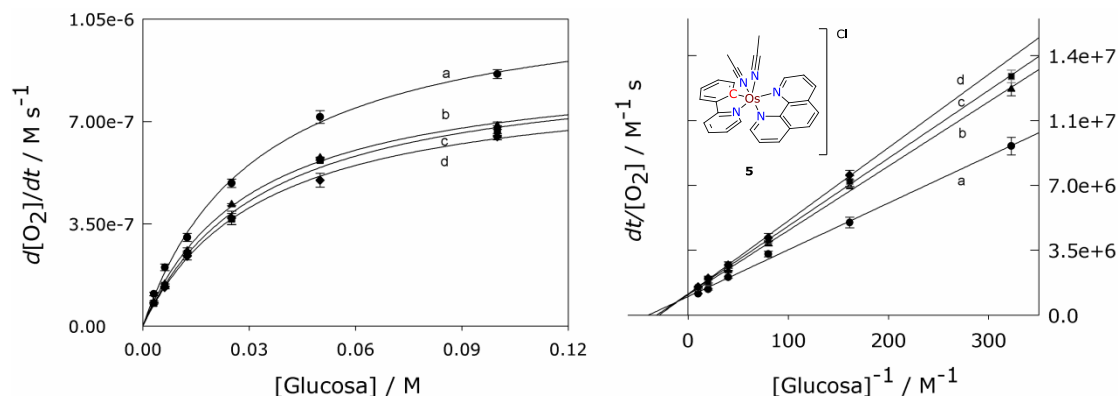 1.05e-6
7.00e-7
3.50e-7
0.00
d[O₂]/dt / M s⁻¹
a
b
c
d
0.00
0.03
0.06
0.09
0.12
[Glucosa] / M
Cl
N
N
C
Os
N
N
N
5
d
c
b
a
1.4e+7
1.1e+7
7.0e+6
3.5e+6
0.0
dt/[O₂] / M⁻¹ s
0
100
200
300
[Glucosa]⁻¹ / M⁻¹